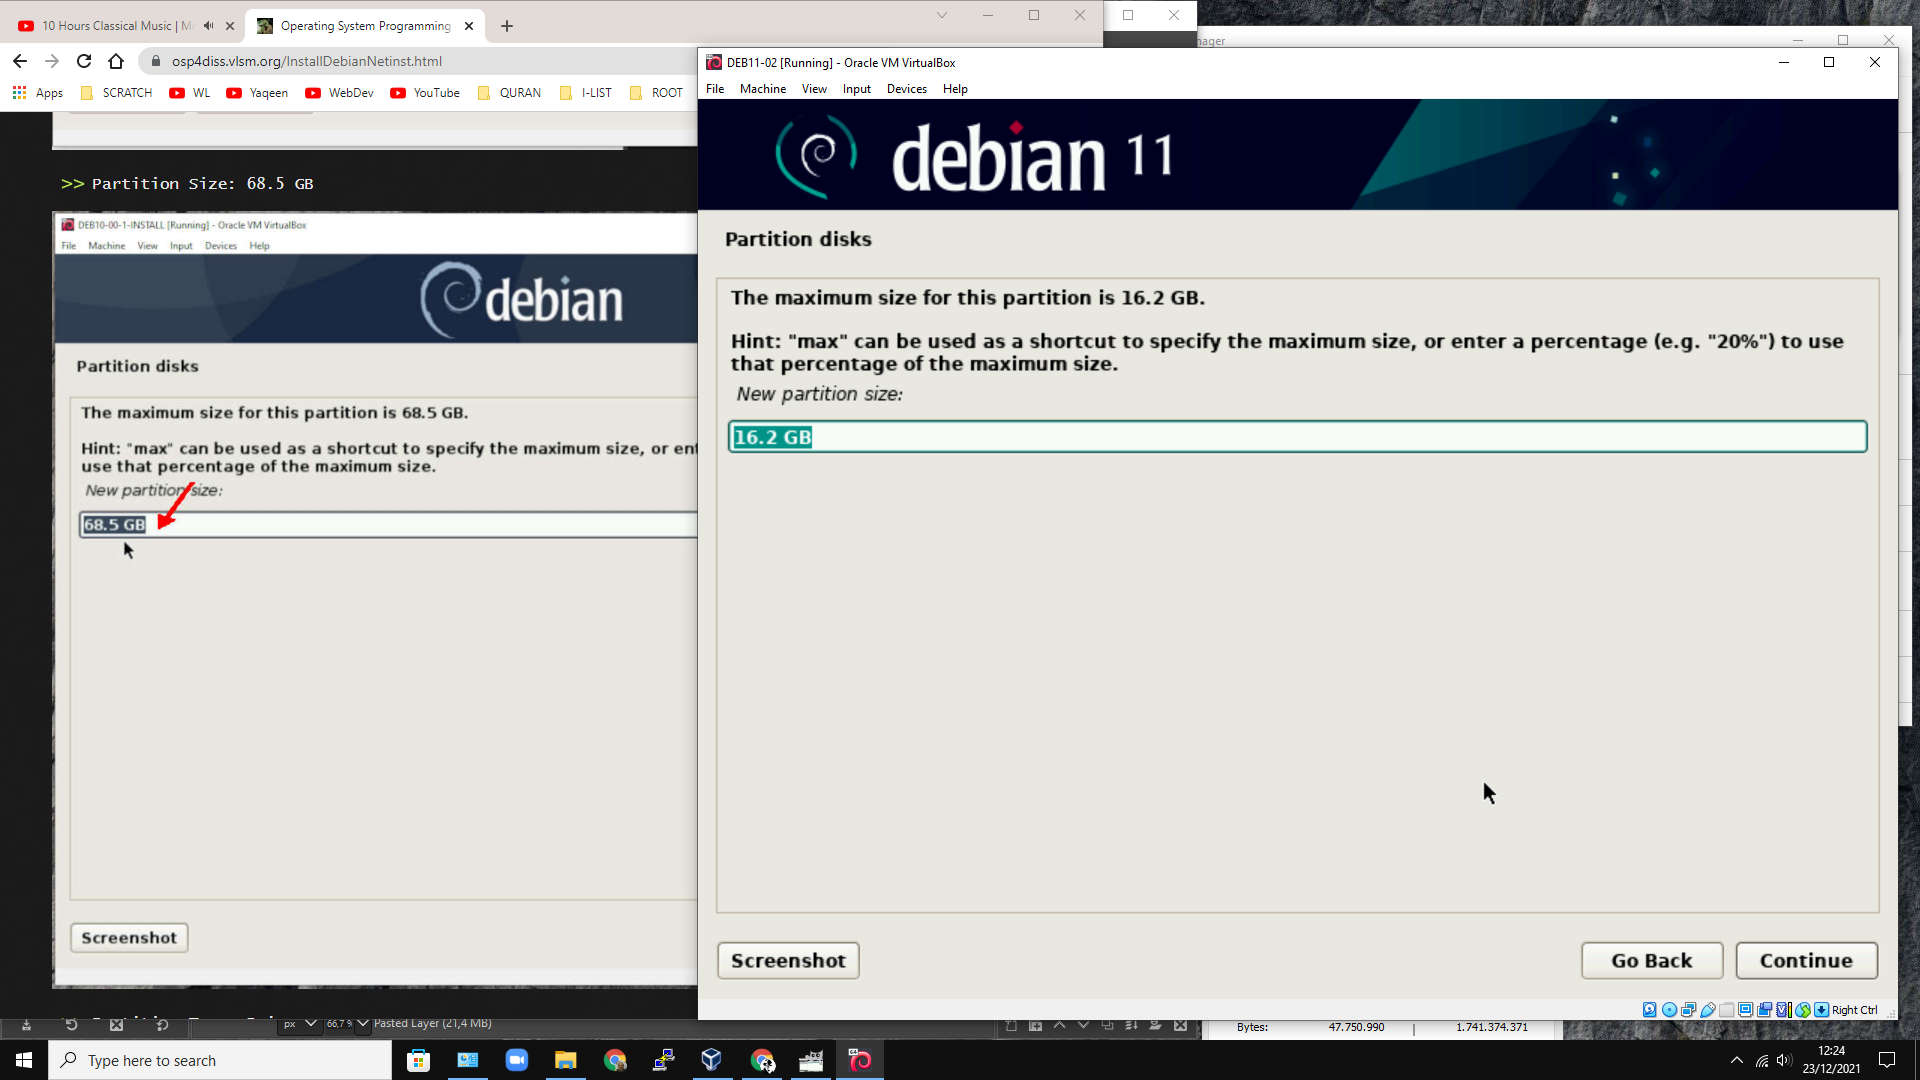 10 Hours Classical Music | M
Operating System Programming
osp4diss.vlsm.org/InstallDebianNetinst.html
Apps
SCRATCH
WL
Yaqeen
WebDev
YouTube
QURAN
I-LIST
ROOT
>> Partition Size: 68.5 GB
DEB10-00-1-INSTALL [Running] - Oracle VM VirtualBox
File Machine View Input Devices Help
debian
Partition disks
The maximum size for this partition is 68.5 GB.
Hint: "max" can be used as a shortcut to specify the maximum size, or ent
use that percentage of the maximum size.
New partition size:
68.5 GB
Screenshot
nager
DEB11-02 [Running] - Oracle VM VirtualBox
File Machine View Input Devices Help
debian 11
Partition disks
The maximum size for this partition is 16.2 GB.
Hint: "max" can be used as a shortcut to specify the maximum size, or enter a percentage (e.g. "20%") to use
that percentage of the maximum size.
New partition size:
16.2 GB
Screenshot
Go Back
Continue
Right Ctrl
px
66,7 %
Pasted Layer (21,4 MB)
Bytes: 47.750.990 | 1.741.374.371
Type here to search
12:24
23/12/2021